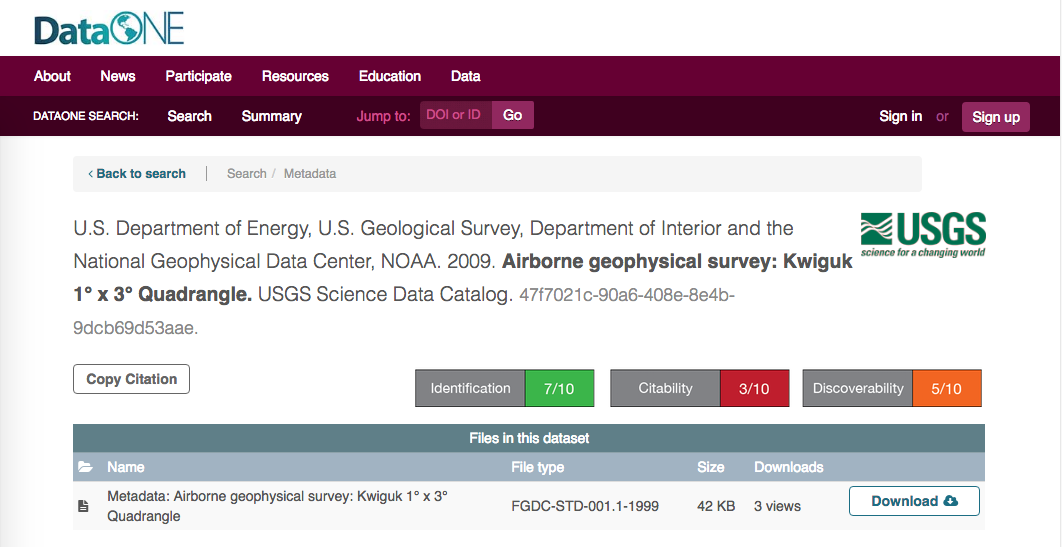 DataONE
About News Participate Resources Education Data
DATAONE SEARCH: Search Summary Jump to: DOI or ID Go Sign in or Sign up
‹ Back to search | Search / Metadata
U.S. Department of Energy, U.S. Geological Survey, Department of Interior and the
National Geophysical Data Center, NOAA. 2009. Airborne geophysical survey: Kwiguk
1° x 3° Quadrangle. USGS Science Data Catalog. 47f7021c-90a6-408e-8e4b-
9dcb69d53aae.
USGS
science for a changing world
Copy Citation
Identification 7/10 Citability 3/10 Discoverability 5/10
Files in this dataset
Name File type Size Downloads
Metadata: Airborne geophysical survey: Kwiguk 1° x 3°
Quadrangle
FGDC-STD-001.1-1999 42 KB 3 views Download